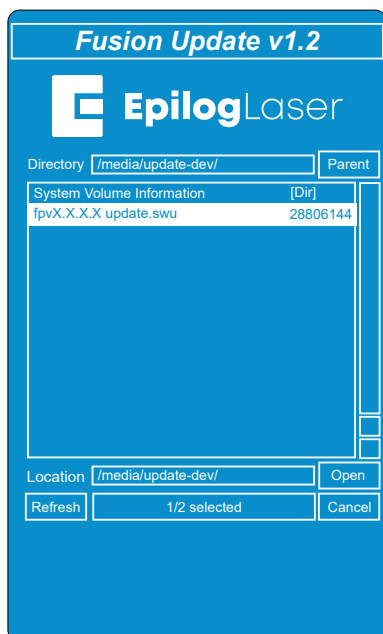 Fusion Update v1.2
EpilogLaser
Directory /media/update-dev/ Parent
System Volume Information [Dir]
fpvX.X.X.X update.swu 28806144
Location /media/update-dev/ Open
Refresh 1/2 selected Cancel